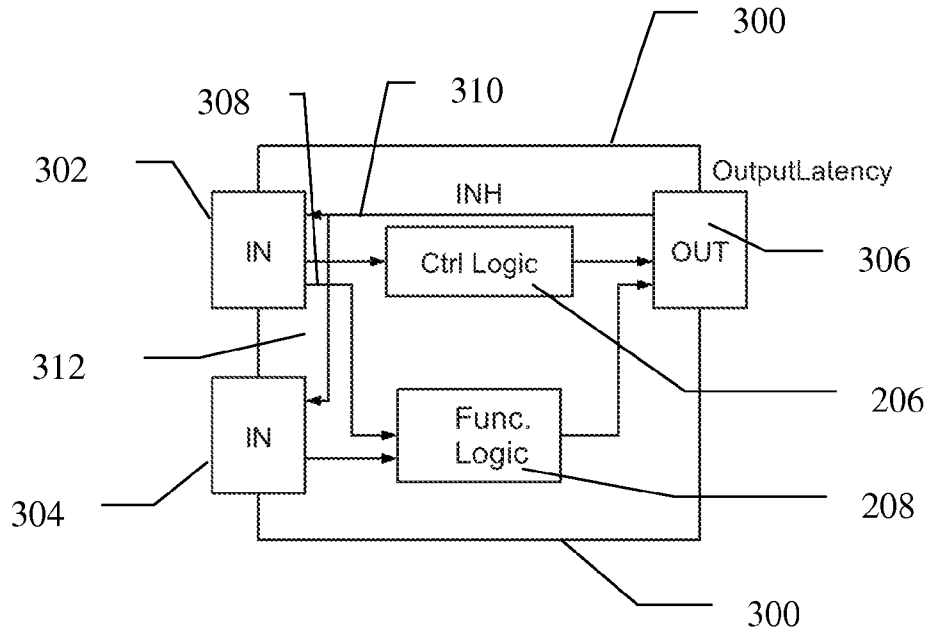 300
310
308
302
OutputLatency
INH
IN
Ctrl Logic
OUT
306
312
206
IN
Func.
Logic
304
208
300